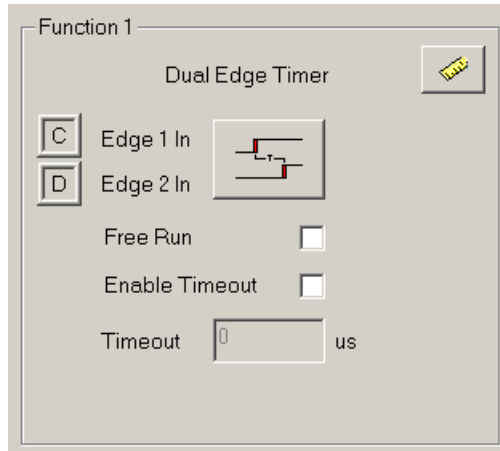 Function 1
Dual Edge Timer
C Edge 1 In
T
D Edge 2 In
Free Run
Enable Timeout
Timeout 0 us